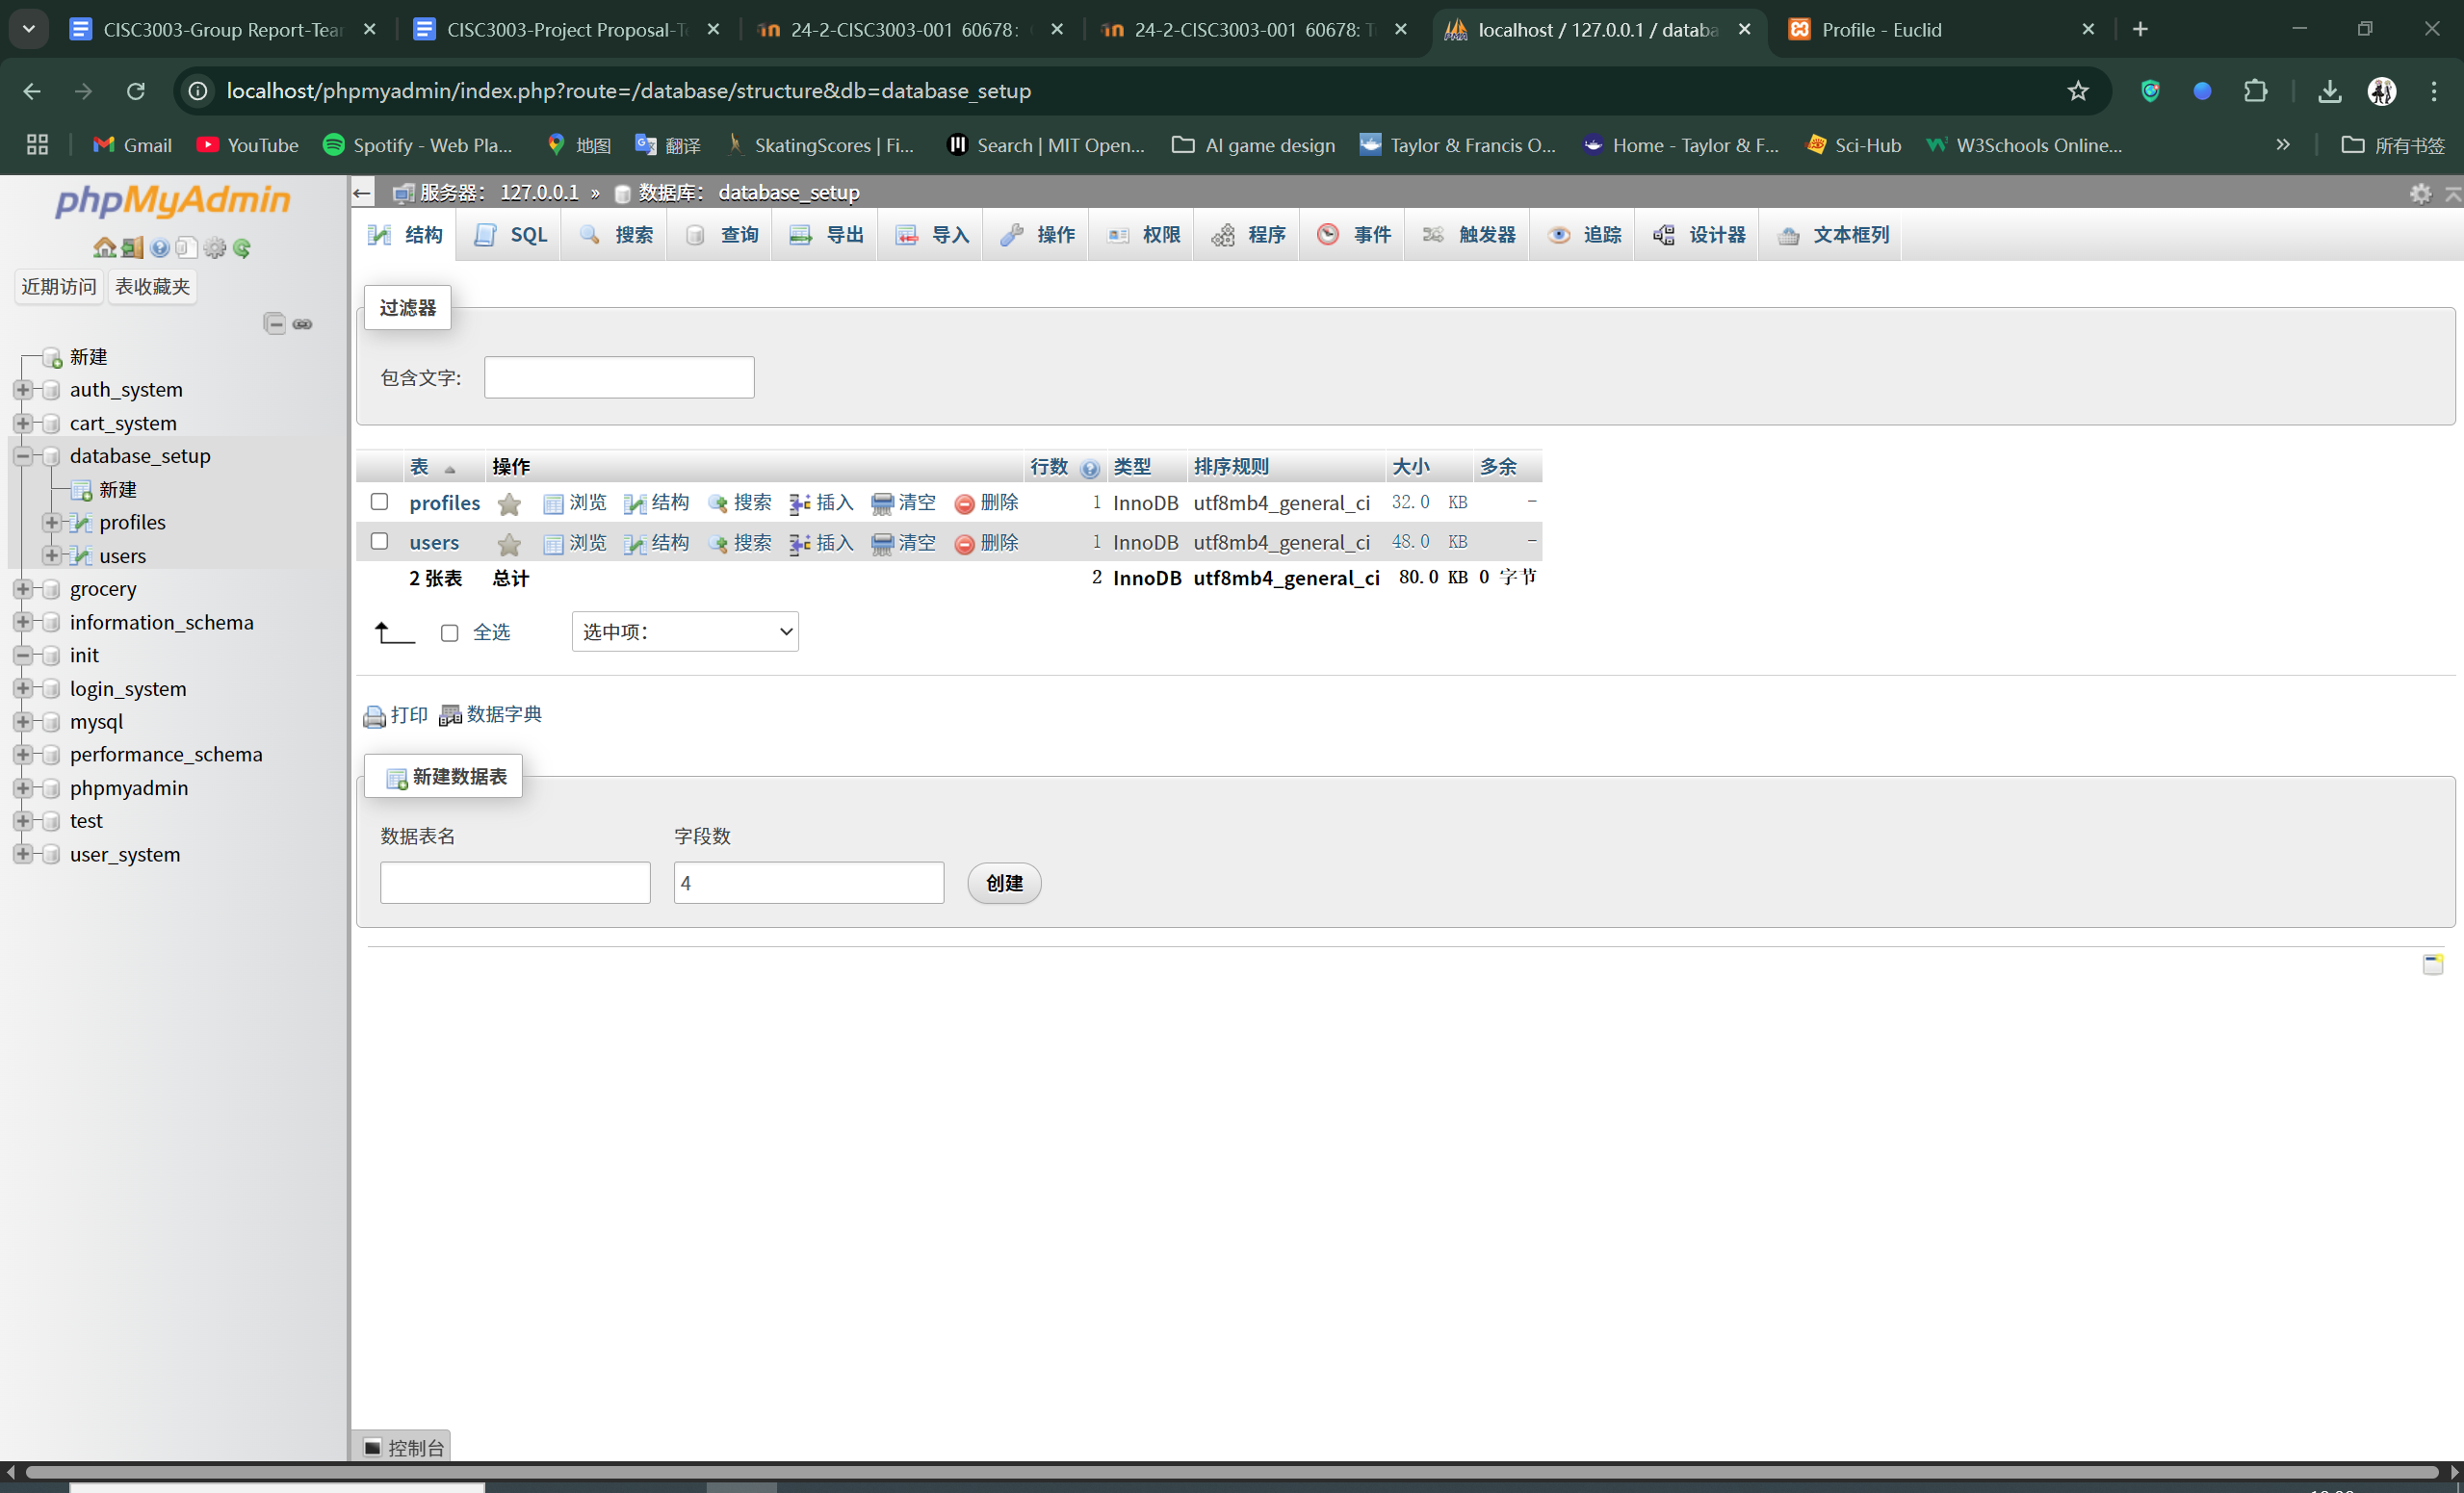 CISC3003-Group Report-Tear
CISC3003-Project Proposal-Te
24-2-CISC3003-001 60678:
24-2-CISC3003-001 60678: T
localhost / 127.0.0.1 / databa
Profile - Euclid
localhost/phpmyadmin/index.php?route=/database/structure&db=database_setup
Gmail
YouTube
Spotify - Web Pla...
地图
翻译
SkatingScores | Fi...
Search | MIT Open...
AI game design
Taylor & Francis O...
Home - Taylor & F...
Sci-Hub
W3Schools Online...
»
所有书签
phpMyAdmin
近期访问 表收藏夹
新建
auth_system
cart_system
database_setup
新建
profiles
users
grocery
information_schema
init
login_system
mysql
performance_schema
phpmyadmin
test
user_system
服务器： 127.0.0.1 » 数据库： database_setup
结构 SQL 搜索 查询 导出 导入 操作 权限 程序 事件 触发器 追踪 设计器 文本框列
过滤器
包含文字:
表 操作 行数 类型 排序规则 大小 多余
profiles 浏览 结构 搜索 插入 清空 删除 1 InnoDB utf8mb4_general_ci 32.0 KB -
users 浏览 结构 搜索 插入 清空 删除 1 InnoDB utf8mb4_general_ci 48.0 KB -
2 张表 总计 2 InnoDB utf8mb4_general_ci 80.0 KB 0 字节
全选 选中项：
打印 数据字典
新建数据表
数据表名 字段数
4 创建
控制台